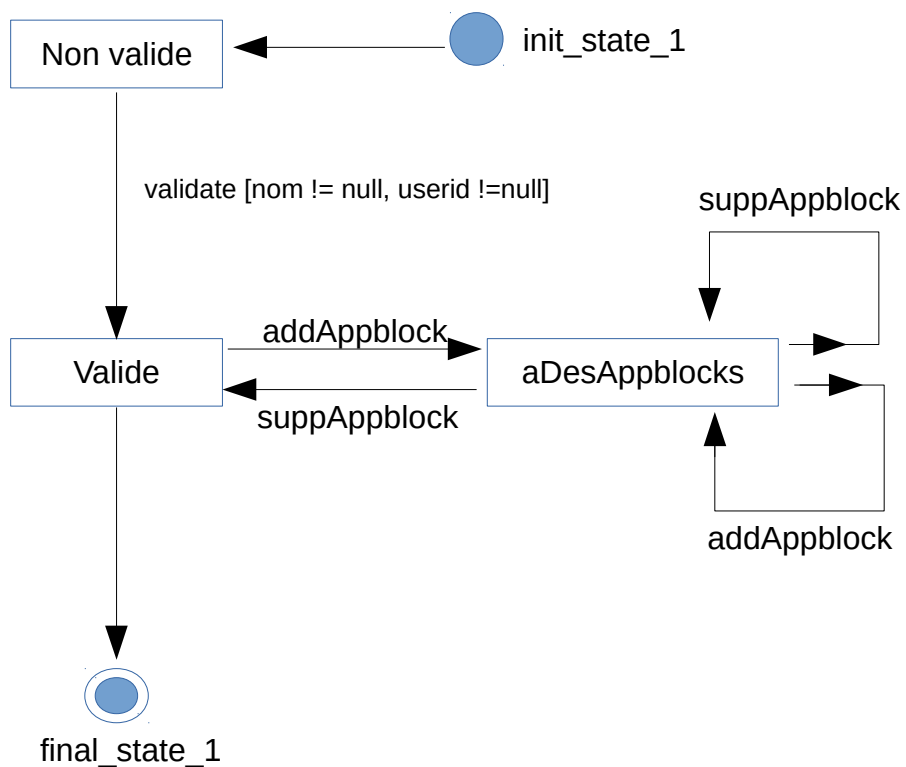 Non valide
init_state_1
validate [nom != null, userid !=null]
suppAppblock
addAppblock
Valide
aDesAppblocks
suppAppblock
addAppblock
final_state_1